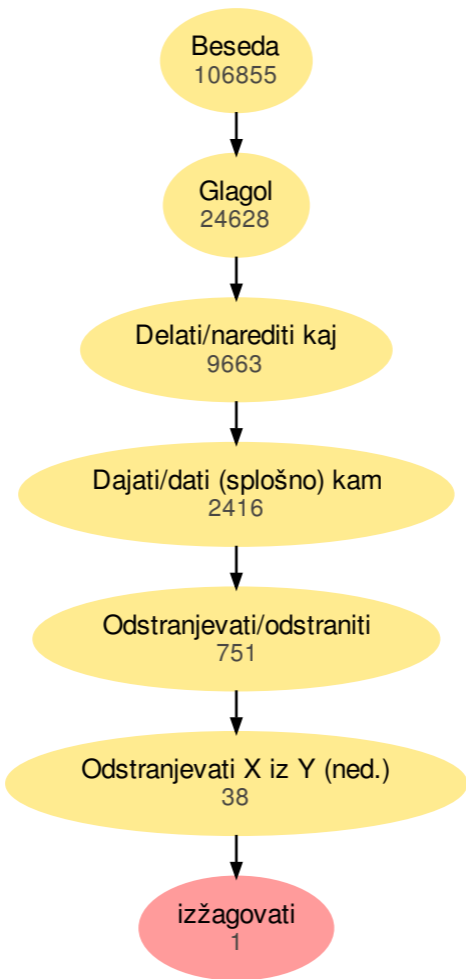 Beseda
106855
Glagol
24628
Delati/narediti kaj
9663
Dajati/dati (splošno) kam
2416
Odstranjevati/odstraniti
751
Odstranjevati X iz Y (ned.)
38
izžagovati
1